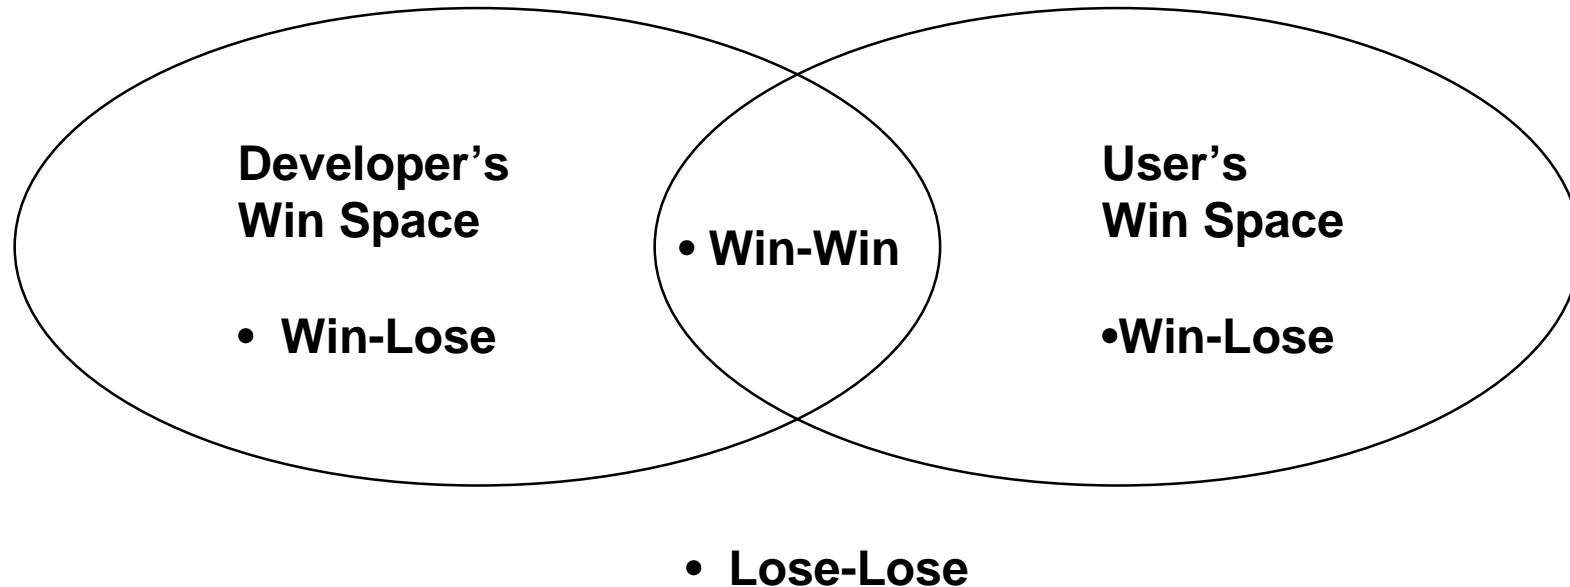 Developer’s
Win Space
• Win-Lose
• Win-Win
User’s
Win Space
•Win-Lose
• Lose-Lose